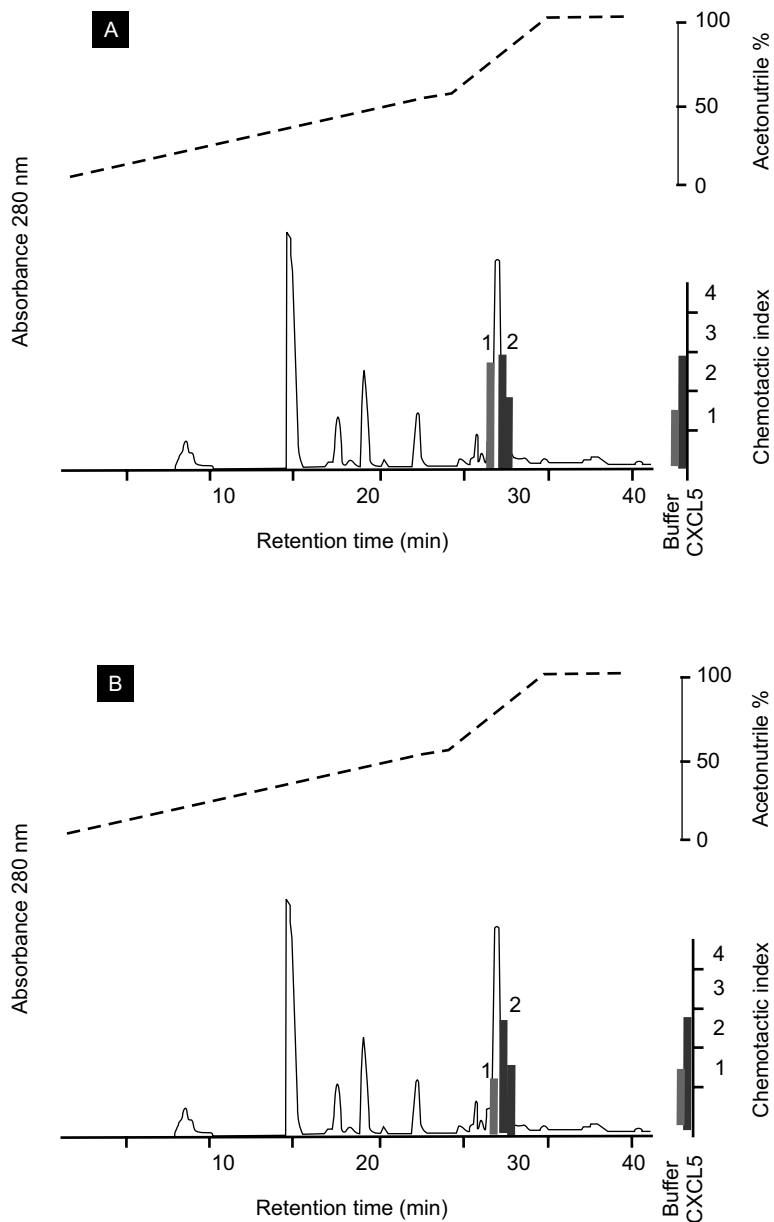 A
Absorbance 280 nm
100
50
0
Acetonutrile %
1
2
4
3
2
1
Chemotactic index
10
20
30
40
Retention time (min)
Buffer
CXCL5
B
Absorbance 280 nm
100
50
0
Acetonutrile %
1
2
4
3
2
1
Chemotactic index
10
20
30
40
Retention time (min)
Buffer
CXCL5